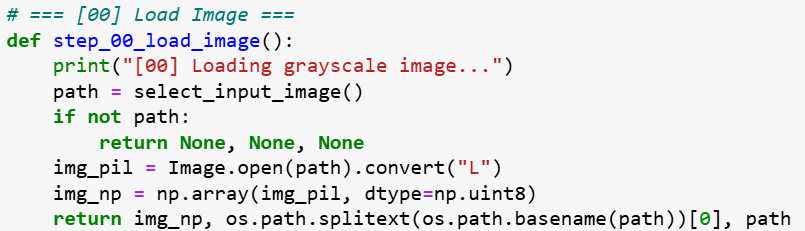 # === [00] Load Image ===
def step_00_load_image():
    print("[00] Loading grayscale image...")
    path = select_input_image()
    if not path:
        return None, None, None
    img_pil = Image.open(path).convert("L")
    img_np = np.array(img_pil, dtype=np.uint8)
    return img_np, os.path.splitext(os.path.basename(path))[0], path